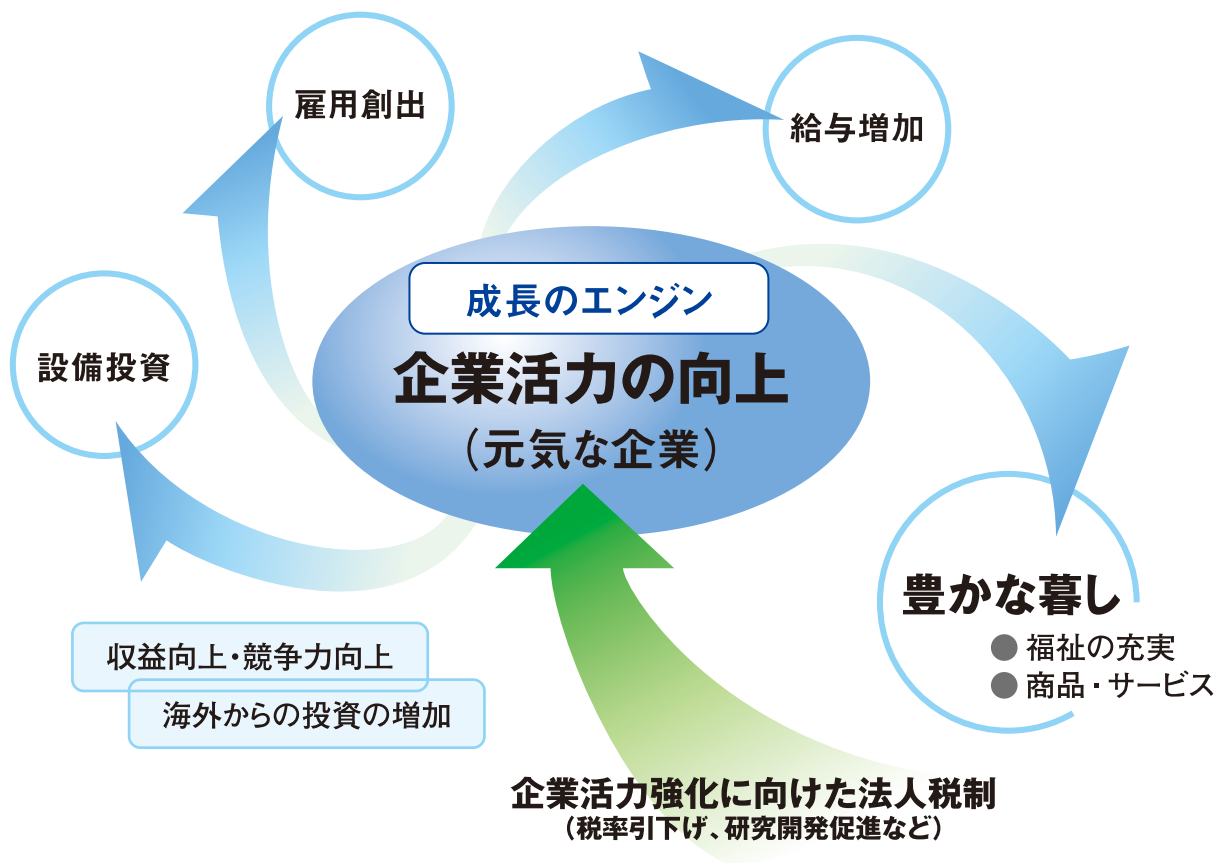 雇用創出
給与増加
成長のエンジン
企業活力の向上
（元気な企業）
設備投資
豊かな暮し
● 福祉の充実
● 商品・サービス
収益向上・競争力向上
海外からの投資の増加
企業活力強化に向けた法人税制
（税率引下げ、研究開発促進など）